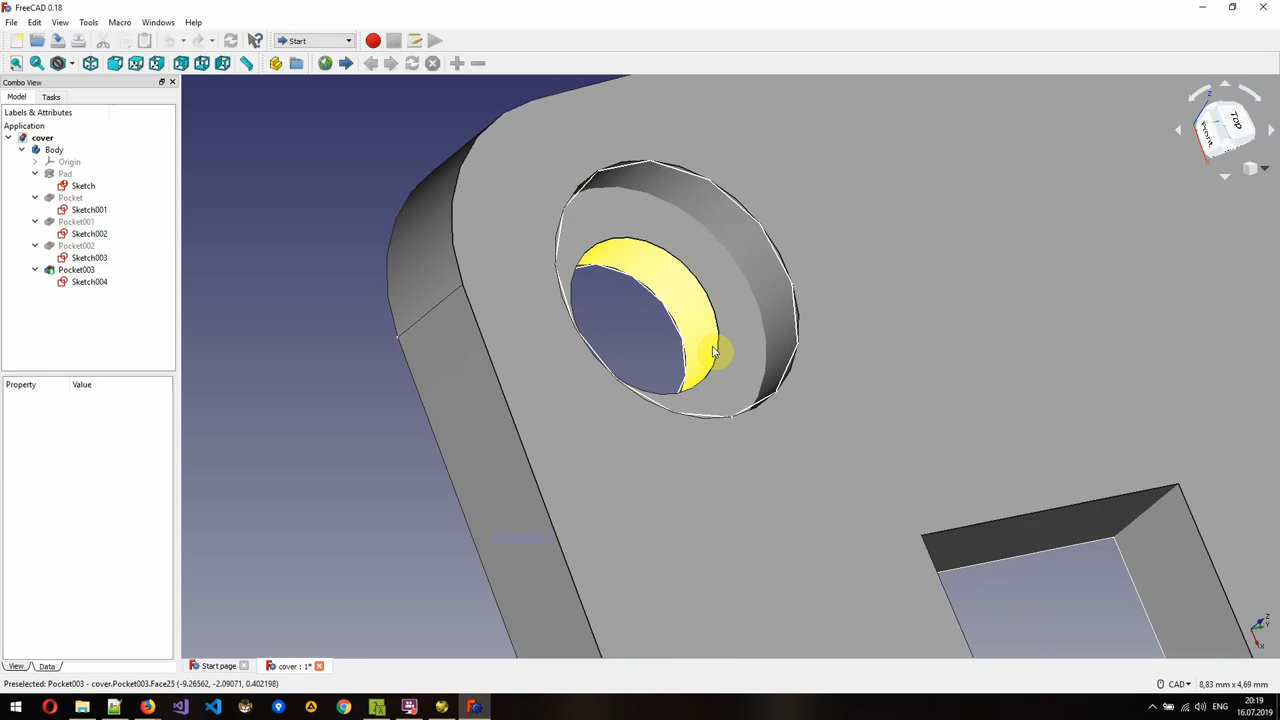 FreeCAD 0.18
File Edit View Tools Macro Windows Help
Start
Combo View
Model Tasks
Labels & Attributes
Application
cover
Body
Origin
Pad
Sketch
Pocket
Sketch001
Pocket001
Sketch002
Pocket002
Sketch003
Pocket003
Sketch004
Property Value
View Data
Top
Front
Z
X
Z
X
Start page
cover : 1*
Preselected: Pocket003 - cover.Pocket003.Face25 (-9.26562, -2.09071, 0.402198)
CAD
8,83 mm x 4,69 mm
ENG
20:19
16.07.2019